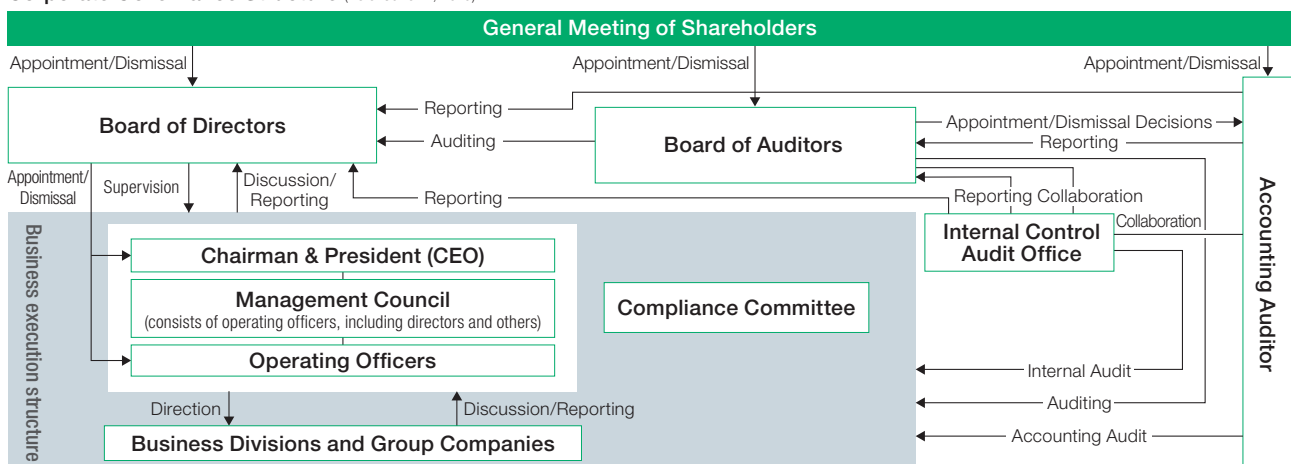 General Meeting of Shareholders
Appointment/Dismissal
Appointment/Dismissal
Appointment/Dismissal
Board of Directors
Reporting
Auditing
Board of Auditors
Appointment/Dismissal Decisions
Reporting
Appointment/
Dismissal
Supervision
Discussion/
Reporting
Reporting
Reporting
Collaboration
Collaboration
Internal Control
Audit Office
Accounting Auditor
Business execution structure
Chairman & President (CEO)
Management Council
(consists of operating officers, including directors and others)
Operating Officers
Compliance Committee
Internal Audit
Auditing
Accounting Audit
Direction
Discussion/Reporting
Business Divisions and Group Companies